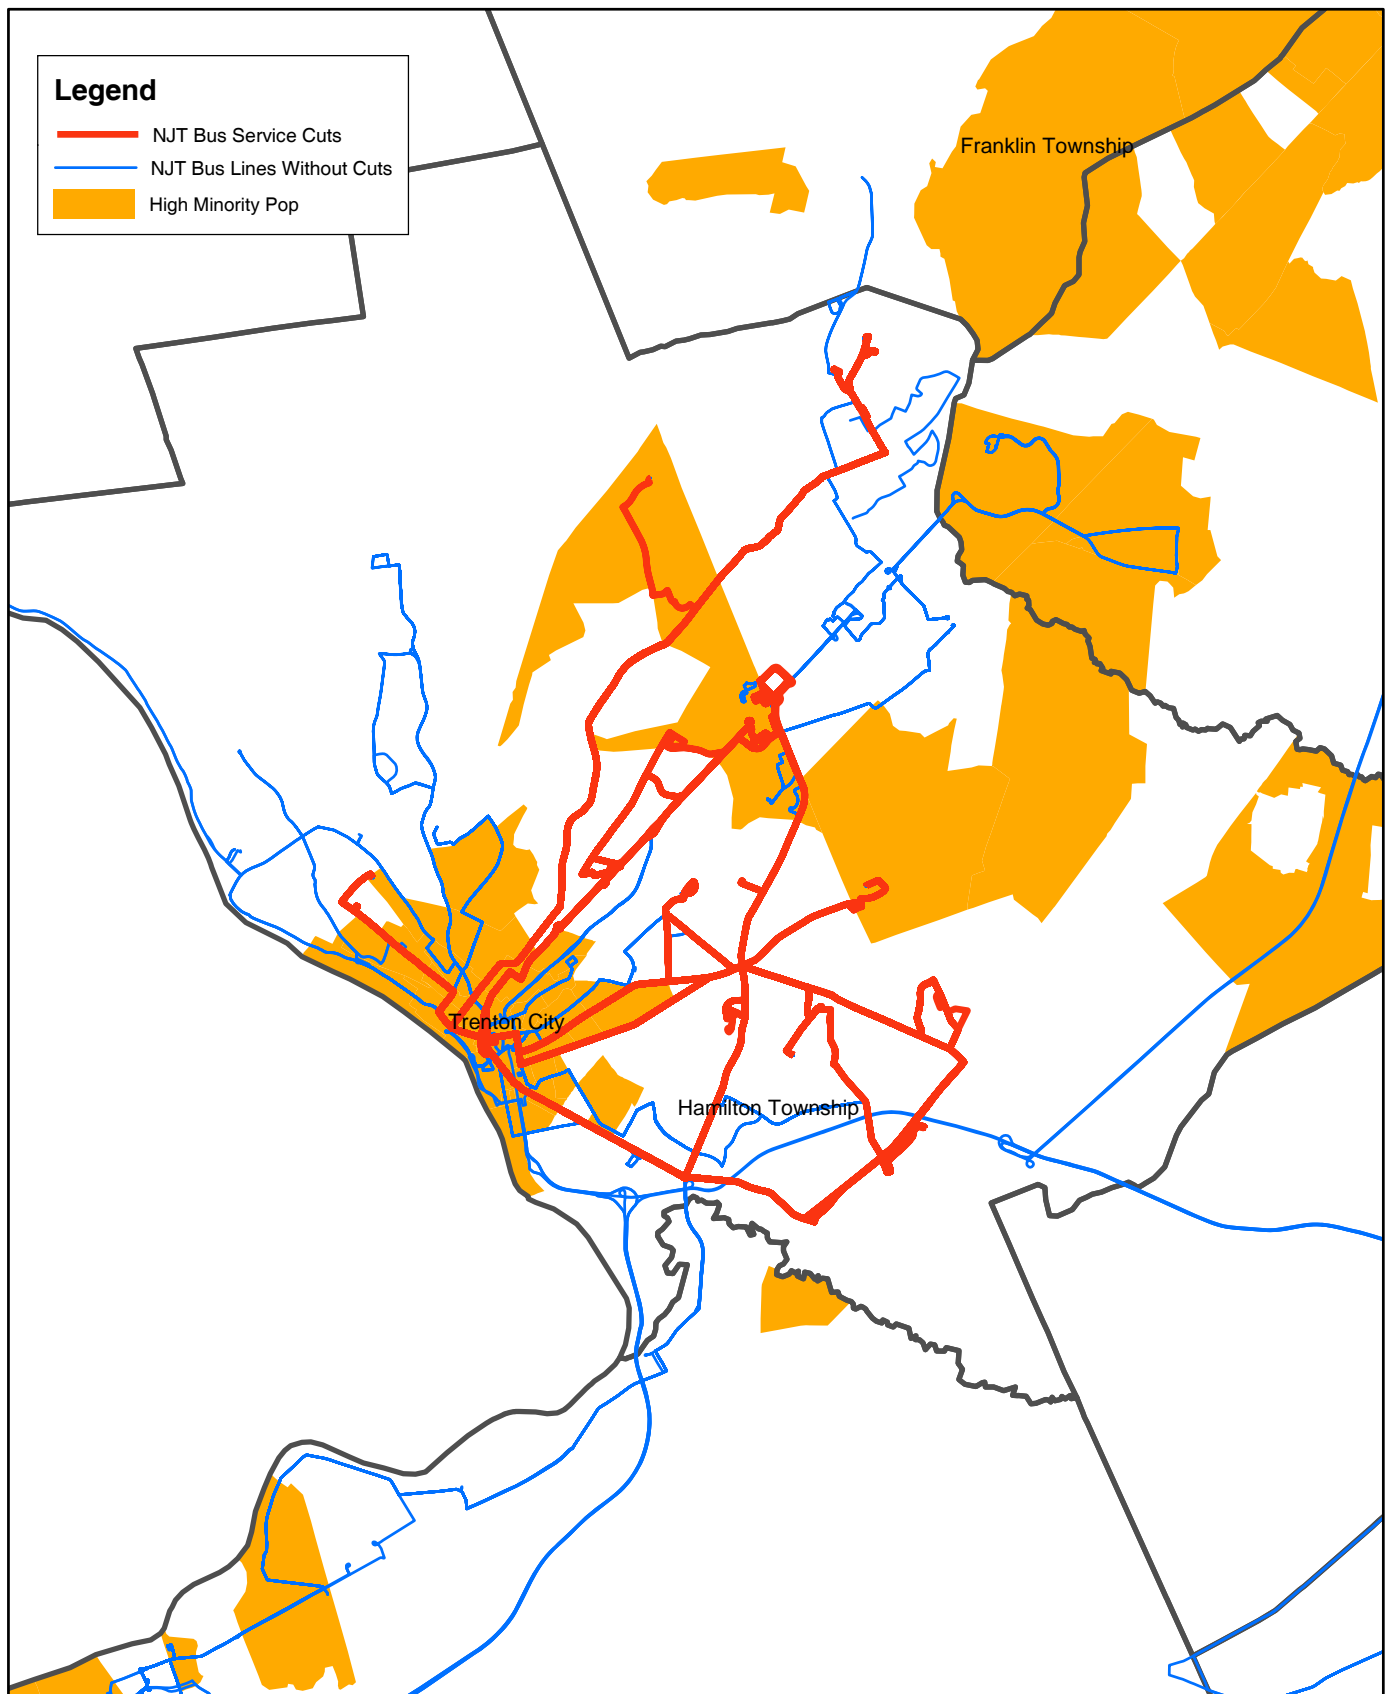 Legend
NJT Bus Service Cuts
NJT Bus Lines Without Cuts
High Minority Pop
Franklin Township
Trenton City
Hamilton Township